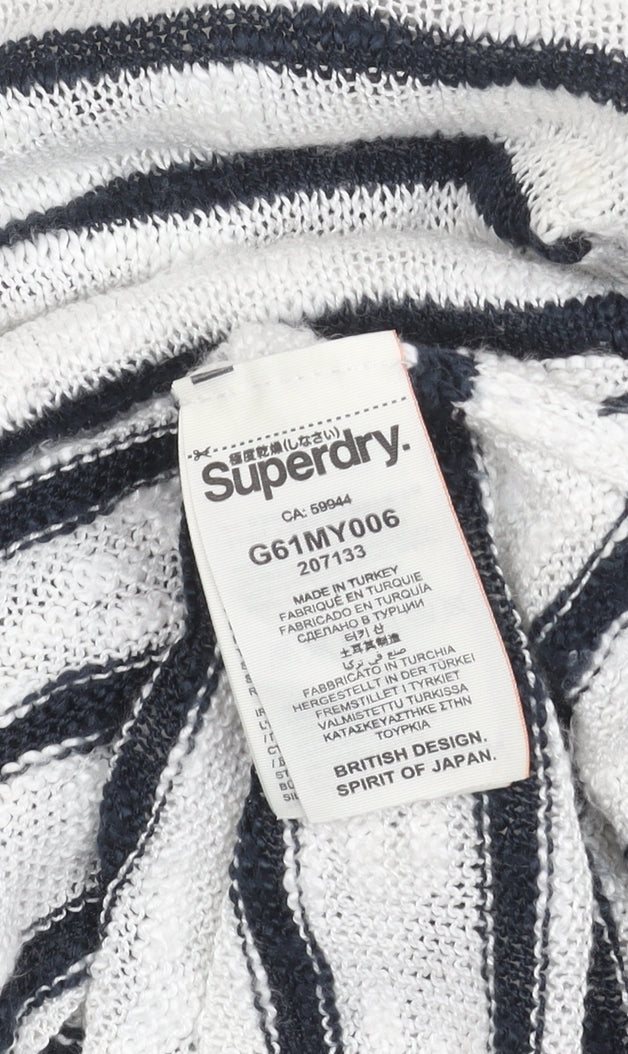 極度乾燥(しなさい)
Superdry.
CA: 59944
G61MY006
207133
MADE IN TURKEY
FABRIQUÉ EN TURQUIE
FABRICADO EN TURQUÍA
СДЕЛАНО В ТУРЦИИ
터키 산
土耳其制造
صنع في تركيا
FABBRICATO IN TURCHIA
HERGESTELLT IN DER TÜRKEI
FREMSTILLET I TYRKIET
VALMISTETTU TURKISSA
ΚΑΤΑΣΚΕΥΑΣΤΗΚΕ ΣΤΗΝ
ΤΟΥΡΚΙΑ
BRITISH DESIGN.
SPIRIT OF JAPAN.